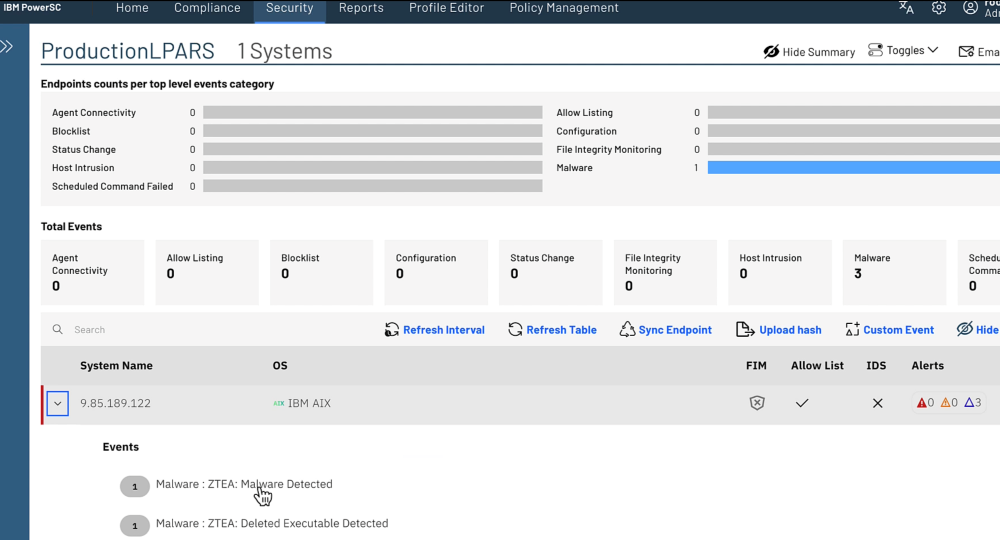 IBM PowerSC
Home Compliance Security Reports Profile Editor Policy Management
ProductionLPARS 1 Systems
Hide Summary Toggles
Endpoints counts per top level events category
Agent Connectivity 0
Allow Listing 0
Blocklist 0
Configuration 0
Status Change 0
File Integrity Monitoring 0
Host Intrusion 0
Malware 1
Scheduled Command Failed 0
Total Events
Agent Connectivity 0
Allow Listing 0
Blocklist 0
Configuration 0
Status Change 0
File Integrity Monitoring 0
Host Intrusion 0
Malware 3
0
Search Refresh Interval Refresh Table Sync Endpoint Upload hash Custom Event Hide
System Name OS FIM Allow List IDS Alerts
9.85.189.122 AIX IBM AIX 0 0 3
Events
1 Malware : ZTEA: Malware Detected
1 Malware : ZTEA: Deleted Executable Detected